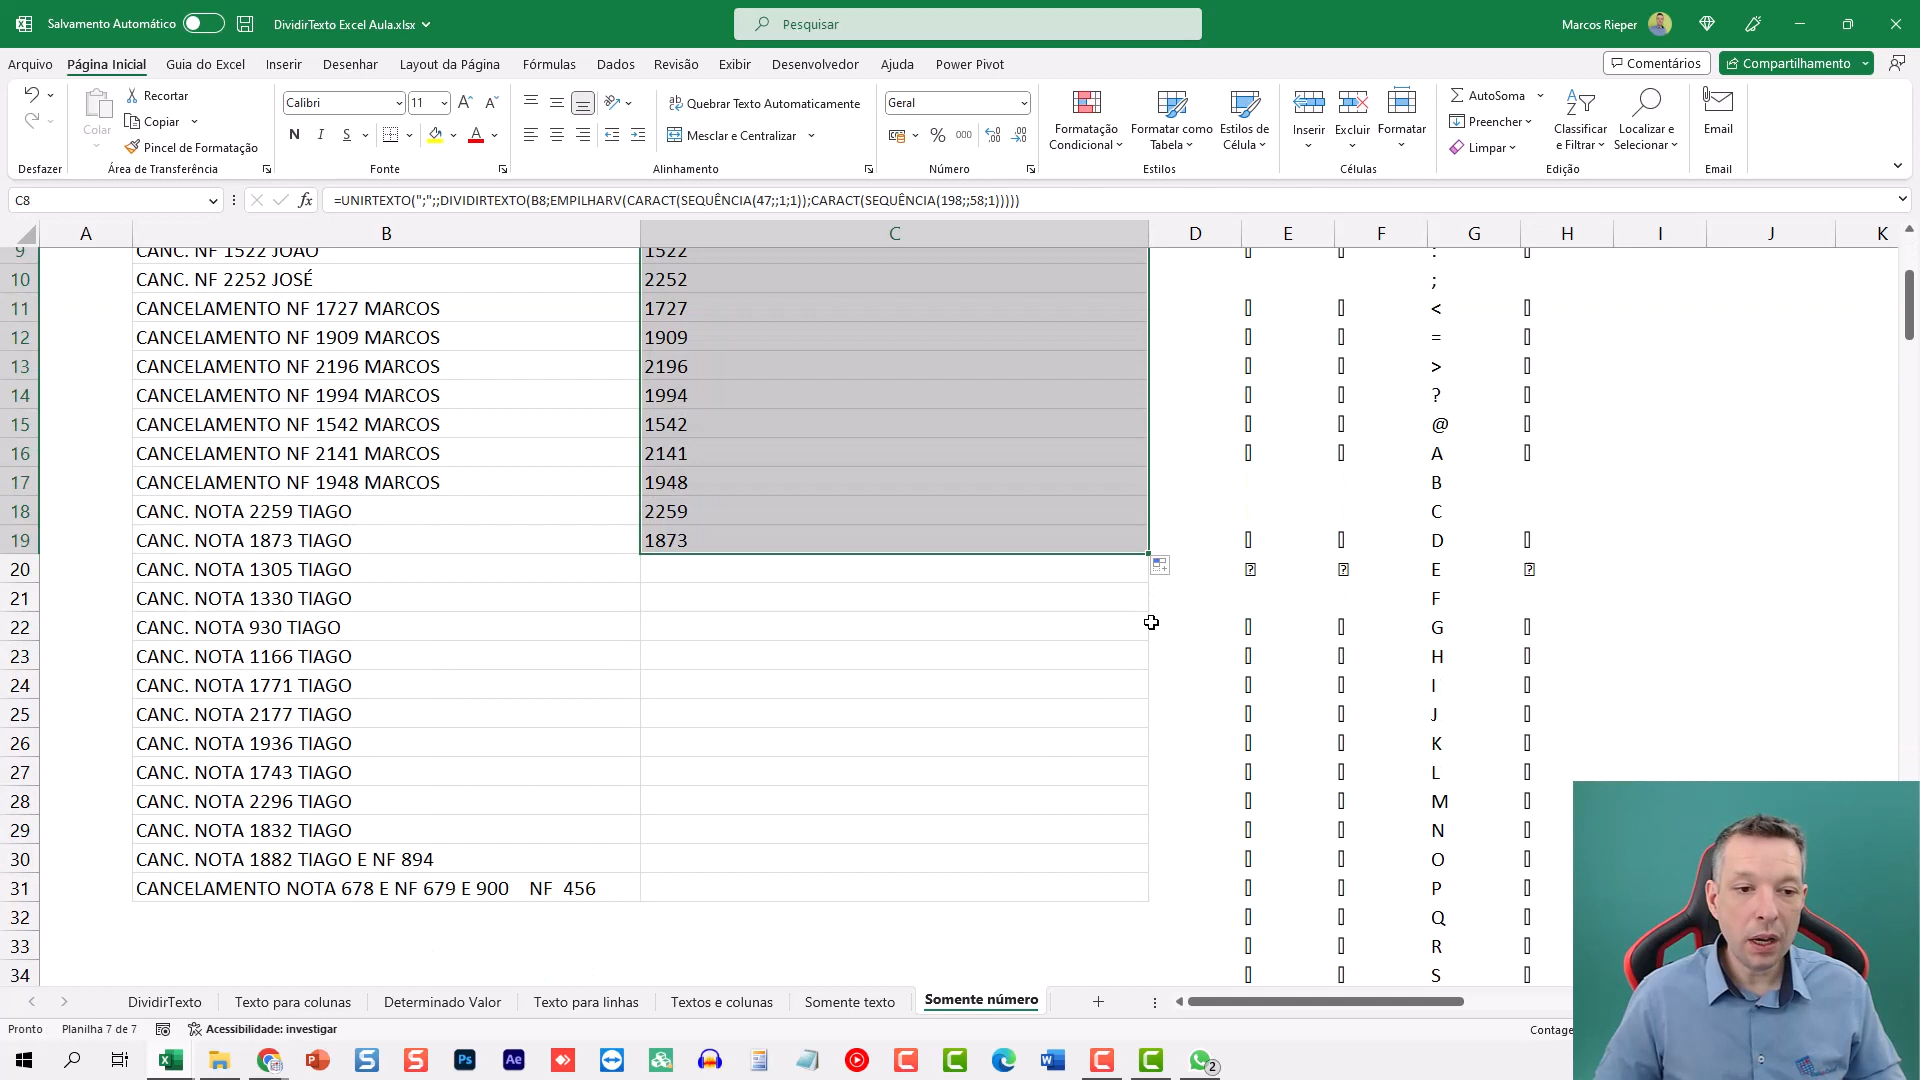 Salvamento Automático DividirTexto Excel Aula.xlsx Pesquisar Marcos Rieper
Arquivo Página Inicial Guia do Excel Inserir Desenhar Layout da Página Fórmulas Dados Revisão Exibir Desenvolvedor Ajuda Power Pivot Comentários Compartilhamento
Colar Recortar Copiar Pincel de Formatação
Calibri 11
N I S
Quebrar Texto Automaticamente
Mesclar e Centralizar
Geral
% 000
Formatação Condicional Formatar como Tabela Estilos de Célula
Inserir Excluir Formatar
AutoSoma Preencher Limpar
Classificar e Filtrar Localizar e Selecionar
Email
Desfazer Área de Transferência Fonte Alinhamento Número Estilos Células Edição Email
C8 fx =UNIRTEXTO(";";;DIVIDIRTEXTO(B8;EMPILHARV(CARACT(SEQUÊNCIA(47;;1;1));CARACT(SEQUÊNCIA(198;;58;1)))))
A B C D E F G H I J K
9 CANC. NF 1522 JOAO 1522 :
10 CANC. NF 2252 JOSÉ 2252 ;
11 CANCELAMENTO NF 1727 MARCOS 1727 <
12 CANCELAMENTO NF 1909 MARCOS 1909 =
13 CANCELAMENTO NF 2196 MARCOS 2196 >
14 CANCELAMENTO NF 1994 MARCOS 1994 ?
15 CANCELAMENTO NF 1542 MARCOS 1542 @
16 CANCELAMENTO NF 2141 MARCOS 2141 A
17 CANCELAMENTO NF 1948 MARCOS 1948 B
18 CANC. NOTA 2259 TIAGO 2259 C
19 CANC. NOTA 1873 TIAGO 1873 D
20 CANC. NOTA 1305 TIAGO ? ? E ?
21 CANC. NOTA 1330 TIAGO F
22 CANC. NOTA 930 TIAGO G
23 CANC. NOTA 1166 TIAGO H
24 CANC. NOTA 1771 TIAGO I
25 CANC. NOTA 2177 TIAGO J
26 CANC. NOTA 1936 TIAGO K
27 CANC. NOTA 1743 TIAGO L
28 CANC. NOTA 2296 TIAGO M
29 CANC. NOTA 1832 TIAGO N
30 CANC. NOTA 1882 TIAGO E NF 894 O
31 CANCELAMENTO NOTA 678 E NF 679 E 900 NF 456 P
32 Q
33 R
34 S
DividirTexto Texto para colunas Determinado Valor Texto para linhas Textos e colunas Somente texto Somente número
Pronto Planilha 7 de 7 Acessibilidade: investigar Contage
Ps Ae 2